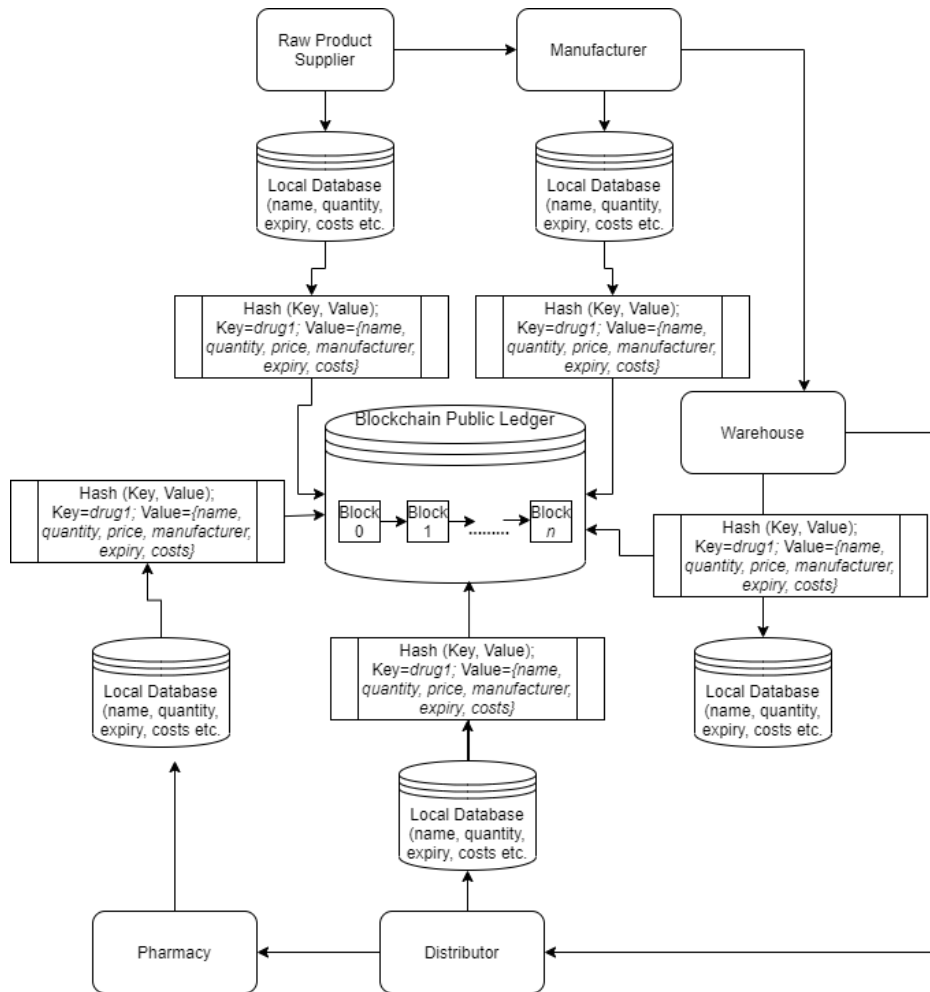 Raw Product
Supplier
Manufacturer
Local Database
(name, quantity,
expiry, costs etc.
Local Database
(name, quantity,
expiry, costs etc.
Hash (Key, Value);
Key=drug1; Value={name,
quantity, price, manufacturer,
expiry, costs}
Hash (Key, Value);
Key=drug1; Value={name,
quantity, price, manufacturer,
expiry, costs}
Blockchain Public Ledger
Warehouse
Hash (Key, Value);
Key=drug1; Value={name,
quantity, price, manufacturer,
expiry, costs}
Block
0
Block
1
.........
Block
n
Hash (Key, Value);
Key=drug1; Value={name,
quantity, price, manufacturer,
expiry, costs}
Hash (Key, Value);
Key=drug1; Value={name,
quantity, price, manufacturer,
expiry, costs}
Local Database
(name, quantity,
expiry, costs etc.
Local Database
(name, quantity,
expiry, costs etc.
Local Database
(name, quantity,
expiry, costs etc.
Pharmacy
Distributor